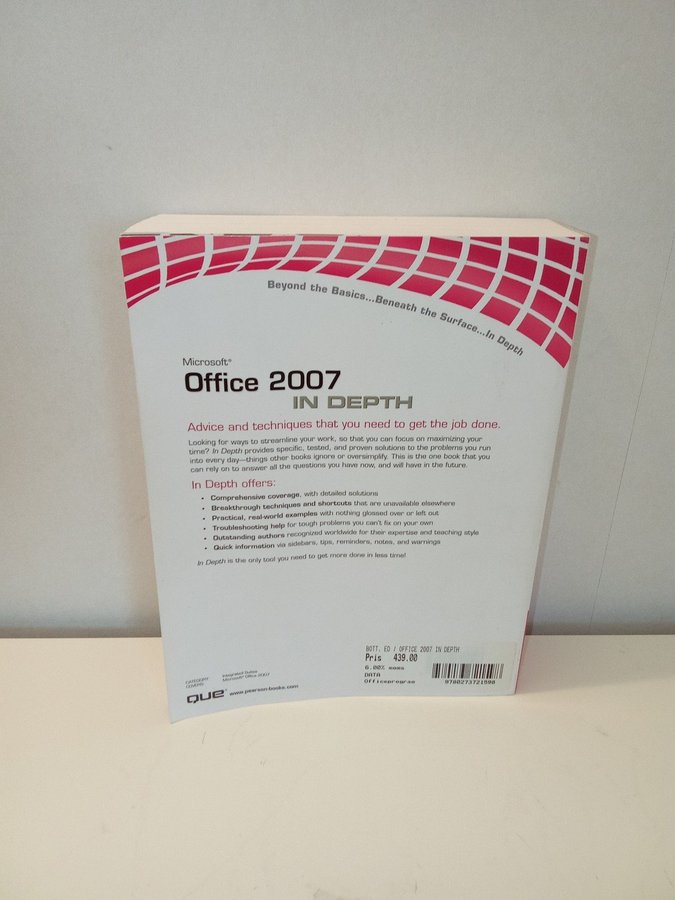 Beyond the Basics...Beneath the Surface...In Depth
Microsoft®
Office 2007
IN DEPTH
Advice and techniques that you need to get the job done.
Looking for ways to streamline your work, so that you can focus on maximizing your
time? In Depth provides specific, tested, and proven solutions to the problems you run
into every day—things other books ignore or oversimplify. This is the one book that you
can rely on to answer all the questions you have now, and will have in the future.
In Depth offers:
• Comprehensive coverage, with detailed solutions
• Breakthrough techniques and shortcuts that are unavailable elsewhere
• Practical, real-world examples with nothing glossed over or left out
• Troubleshooting help for tough problems you can't fix on your own
• Outstanding authors recognized worldwide for their expertise and teaching style
• Quick information via sidebars, tips, reminders, notes, and warnings
In Depth is the only tool you need to get more done in less time!
BOTT, ED / OFFICE 2007 IN DEPTH
Pris 439.00
6.00% moms
DATA
Officeprogram
9780273721598
CATEGORY Integrated Suites
COVERS Microsoft® Office 2007
QUE® www.pearson-books.com